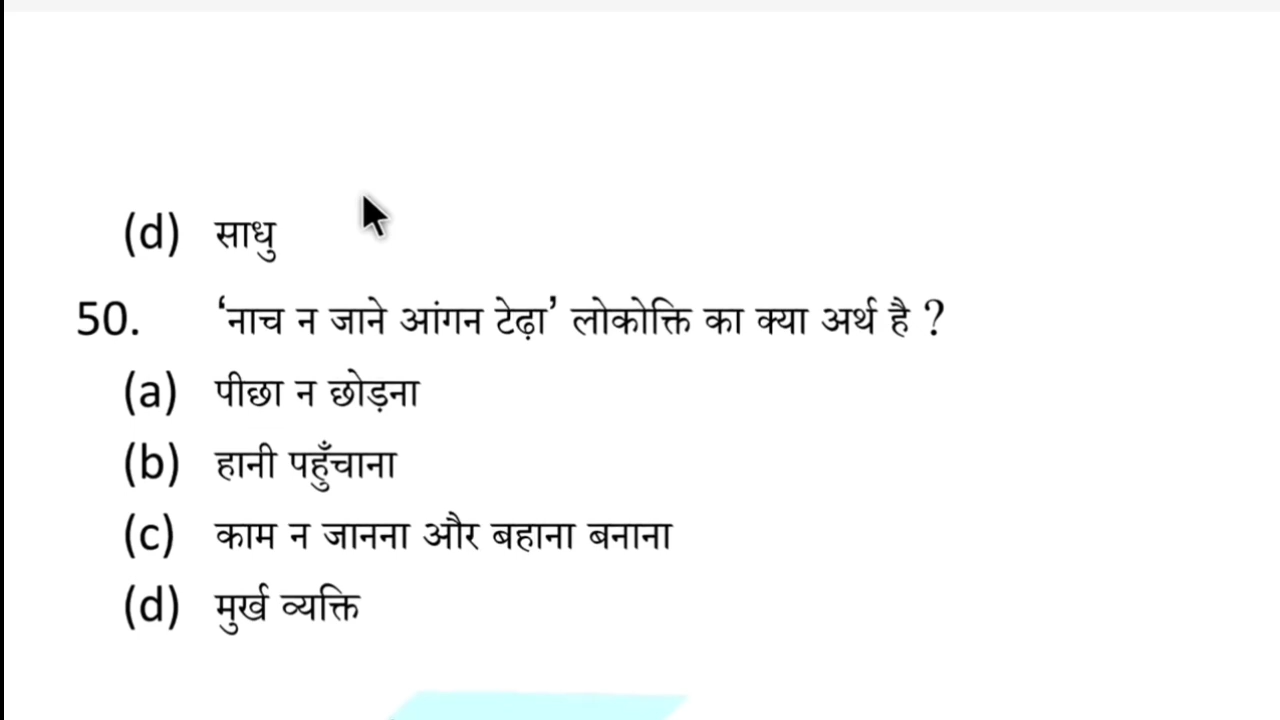 (d) साधु
50. ‘नाच न जाने आंगन टेढ़ा’ लोकोक्ति का क्या अर्थ है ?
(a) पीछा न छोड़ना
(b) हानी पहुँचाना
(c) काम न जानना और बहाना बनाना
(d) मुर्ख व्यक्ति